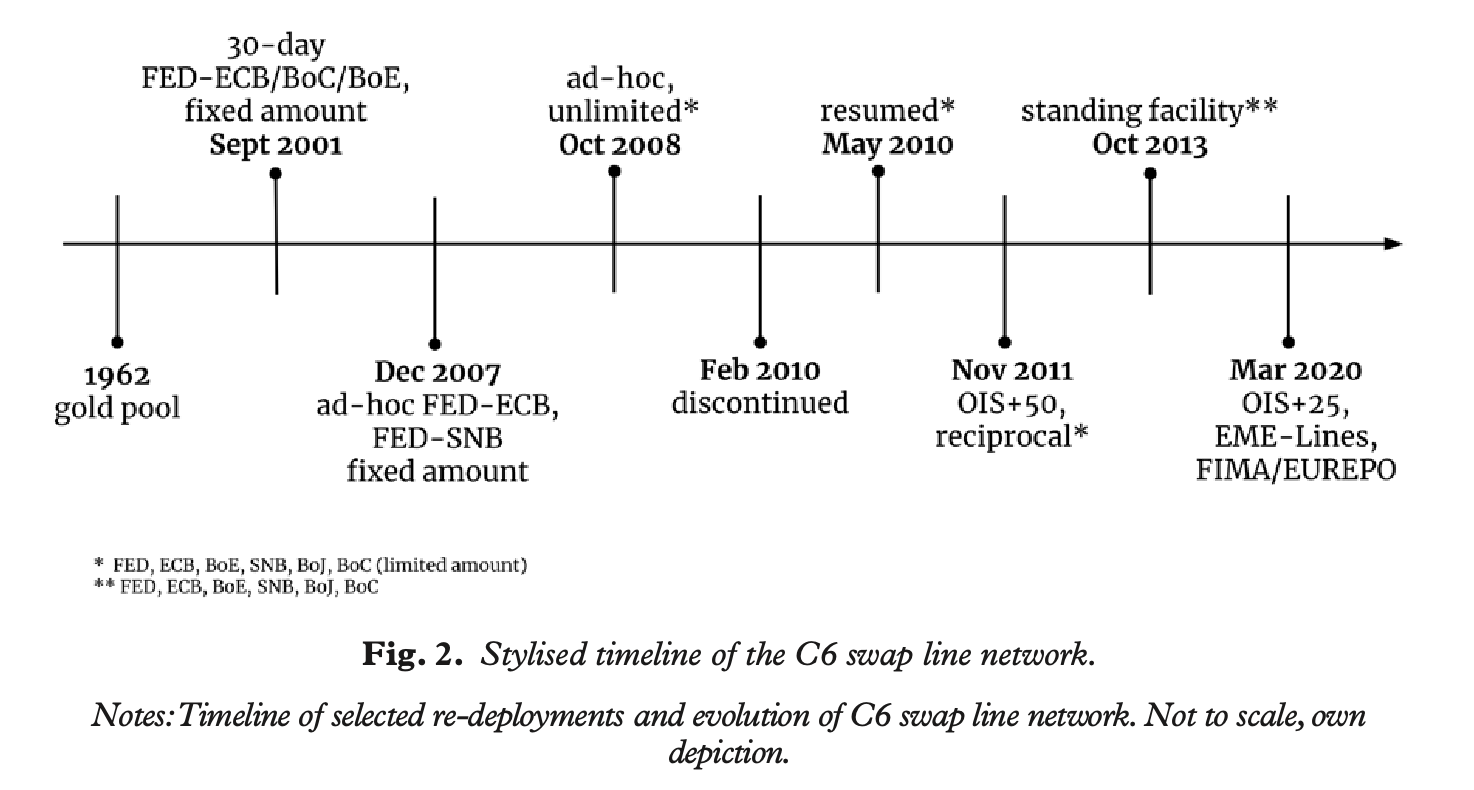 30-day
FED-ECB/BoC/BoE,
fixed amount
Sept 2001
ad-hoc,
unlimited*
Oct 2008
resumed*
May 2010
standing facility**
Oct 2013
1962
gold pool
Dec 2007
ad-hoc FED-ECB,
FED-SNB
fixed amount
Feb 2010
discontinued
Nov 2011
OIS+50,
reciprocal*
Mar 2020
OIS+25,
EME-Lines,
FIMA/EUREPO
* FED, ECB, BoE, SNB, BoJ, BoC (limited amount)
** FED, ECB, BoE, SNB, BoJ, BoC
Fig. 2. Stylised timeline of the C6 swap line network.
Notes: Timeline of selected re-deployments and evolution of C6 swap line network. Not to scale, own
depiction.